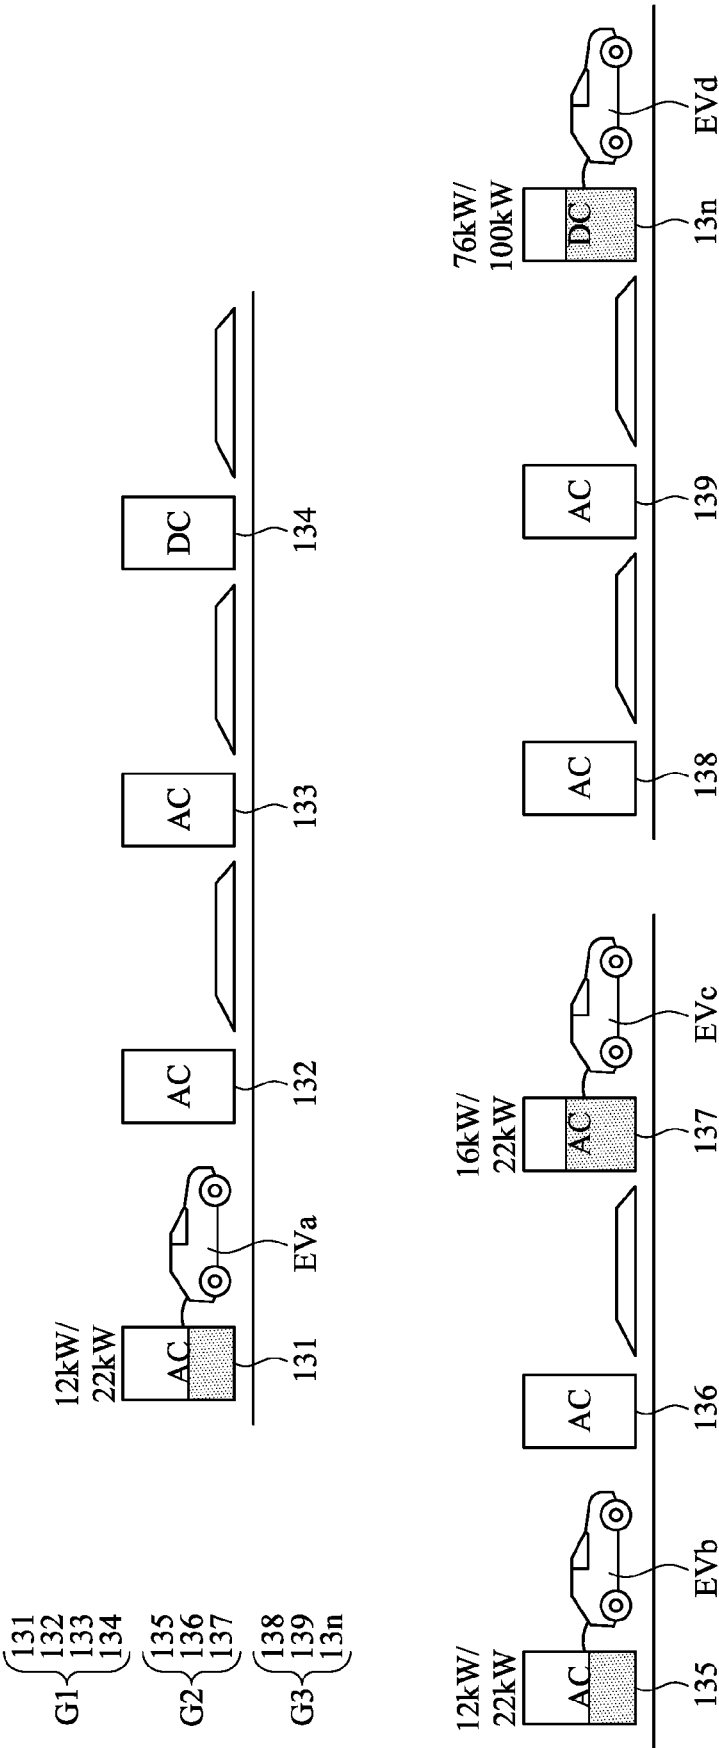 G1
131
132
133
134
G2
135
136
137
G3
138
139
13n
12kW/
22kW
AC
131
EVa
AC
132
AC
133
DC
134
12kW/
22kW
AC
135
EVb
AC
136
16kW/
22kW
AC
137
EVc
AC
138
AC
139
76kW/
100kW
DC
13n
EVd